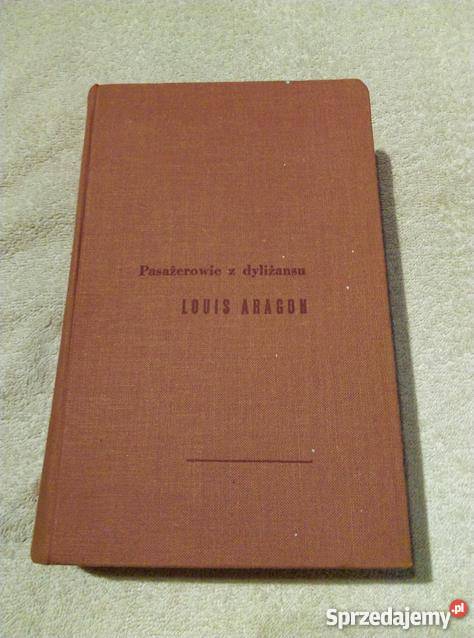 Pasażerowie z dyliżansu
LOUIS ARAGON
Sprzedajemy.pl